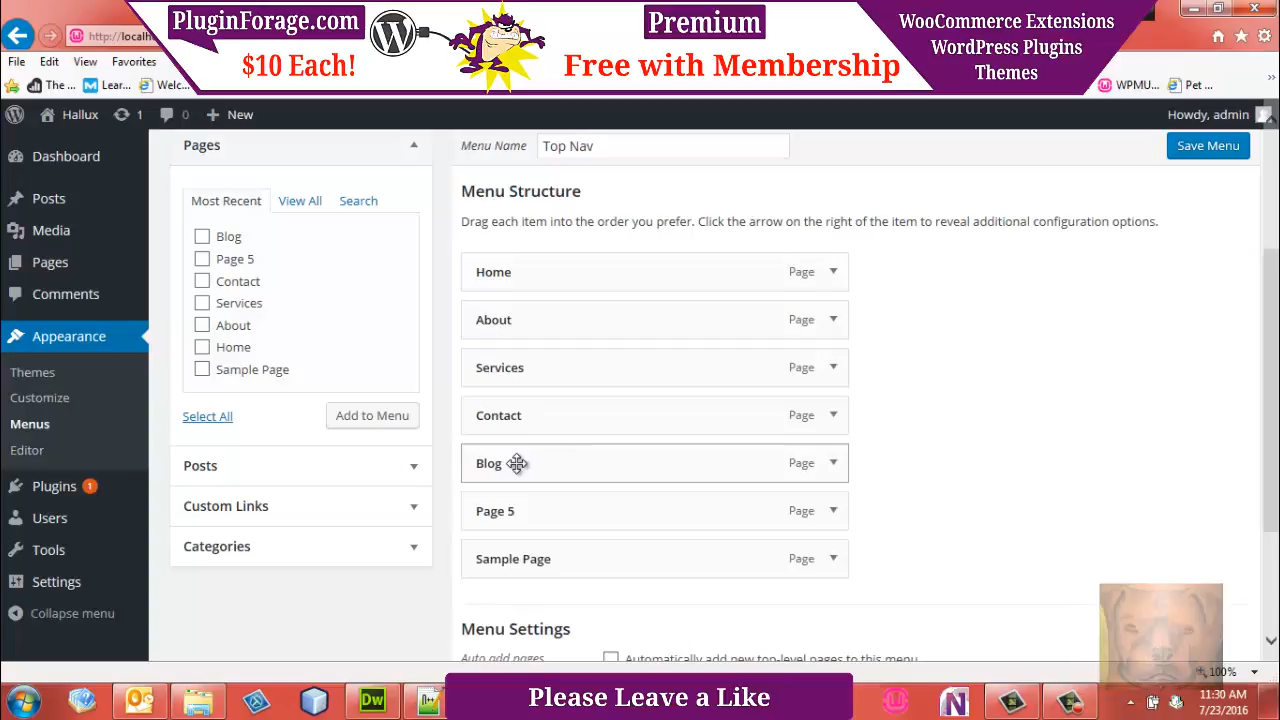 PluginForage.com
$10 Each!
Premium
Free with Membership
WooCommerce Extensions
WordPress Plugins
Themes
http://localh
File Edit View Favorites
The ... Lear... Welc...
WPMU... Pet ...
Hallux 1 0 New
Howdy, admin
Dashboard
Posts
Media
Pages
Comments
Appearance
Themes
Customize
Menus
Editor
Plugins 1
Users
Tools
Settings
Collapse menu
Pages
Most Recent View All Search
Blog
Page 5
Contact
Services
About
Home
Sample Page
Select All Add to Menu
Posts
Custom Links
Categories
Menu Name Top Nav
Save Menu
Menu Structure
Drag each item into the order you prefer. Click the arrow on the right of the item to reveal additional configuration options.
Home Page
About Page
Services Page
Contact Page
Blog Page
Page 5 Page
Sample Page Page
Menu Settings
Auto add pages Automatically add new top-level pages to this menu
100%
Please Leave a Like
11:30 AM
7/23/2016